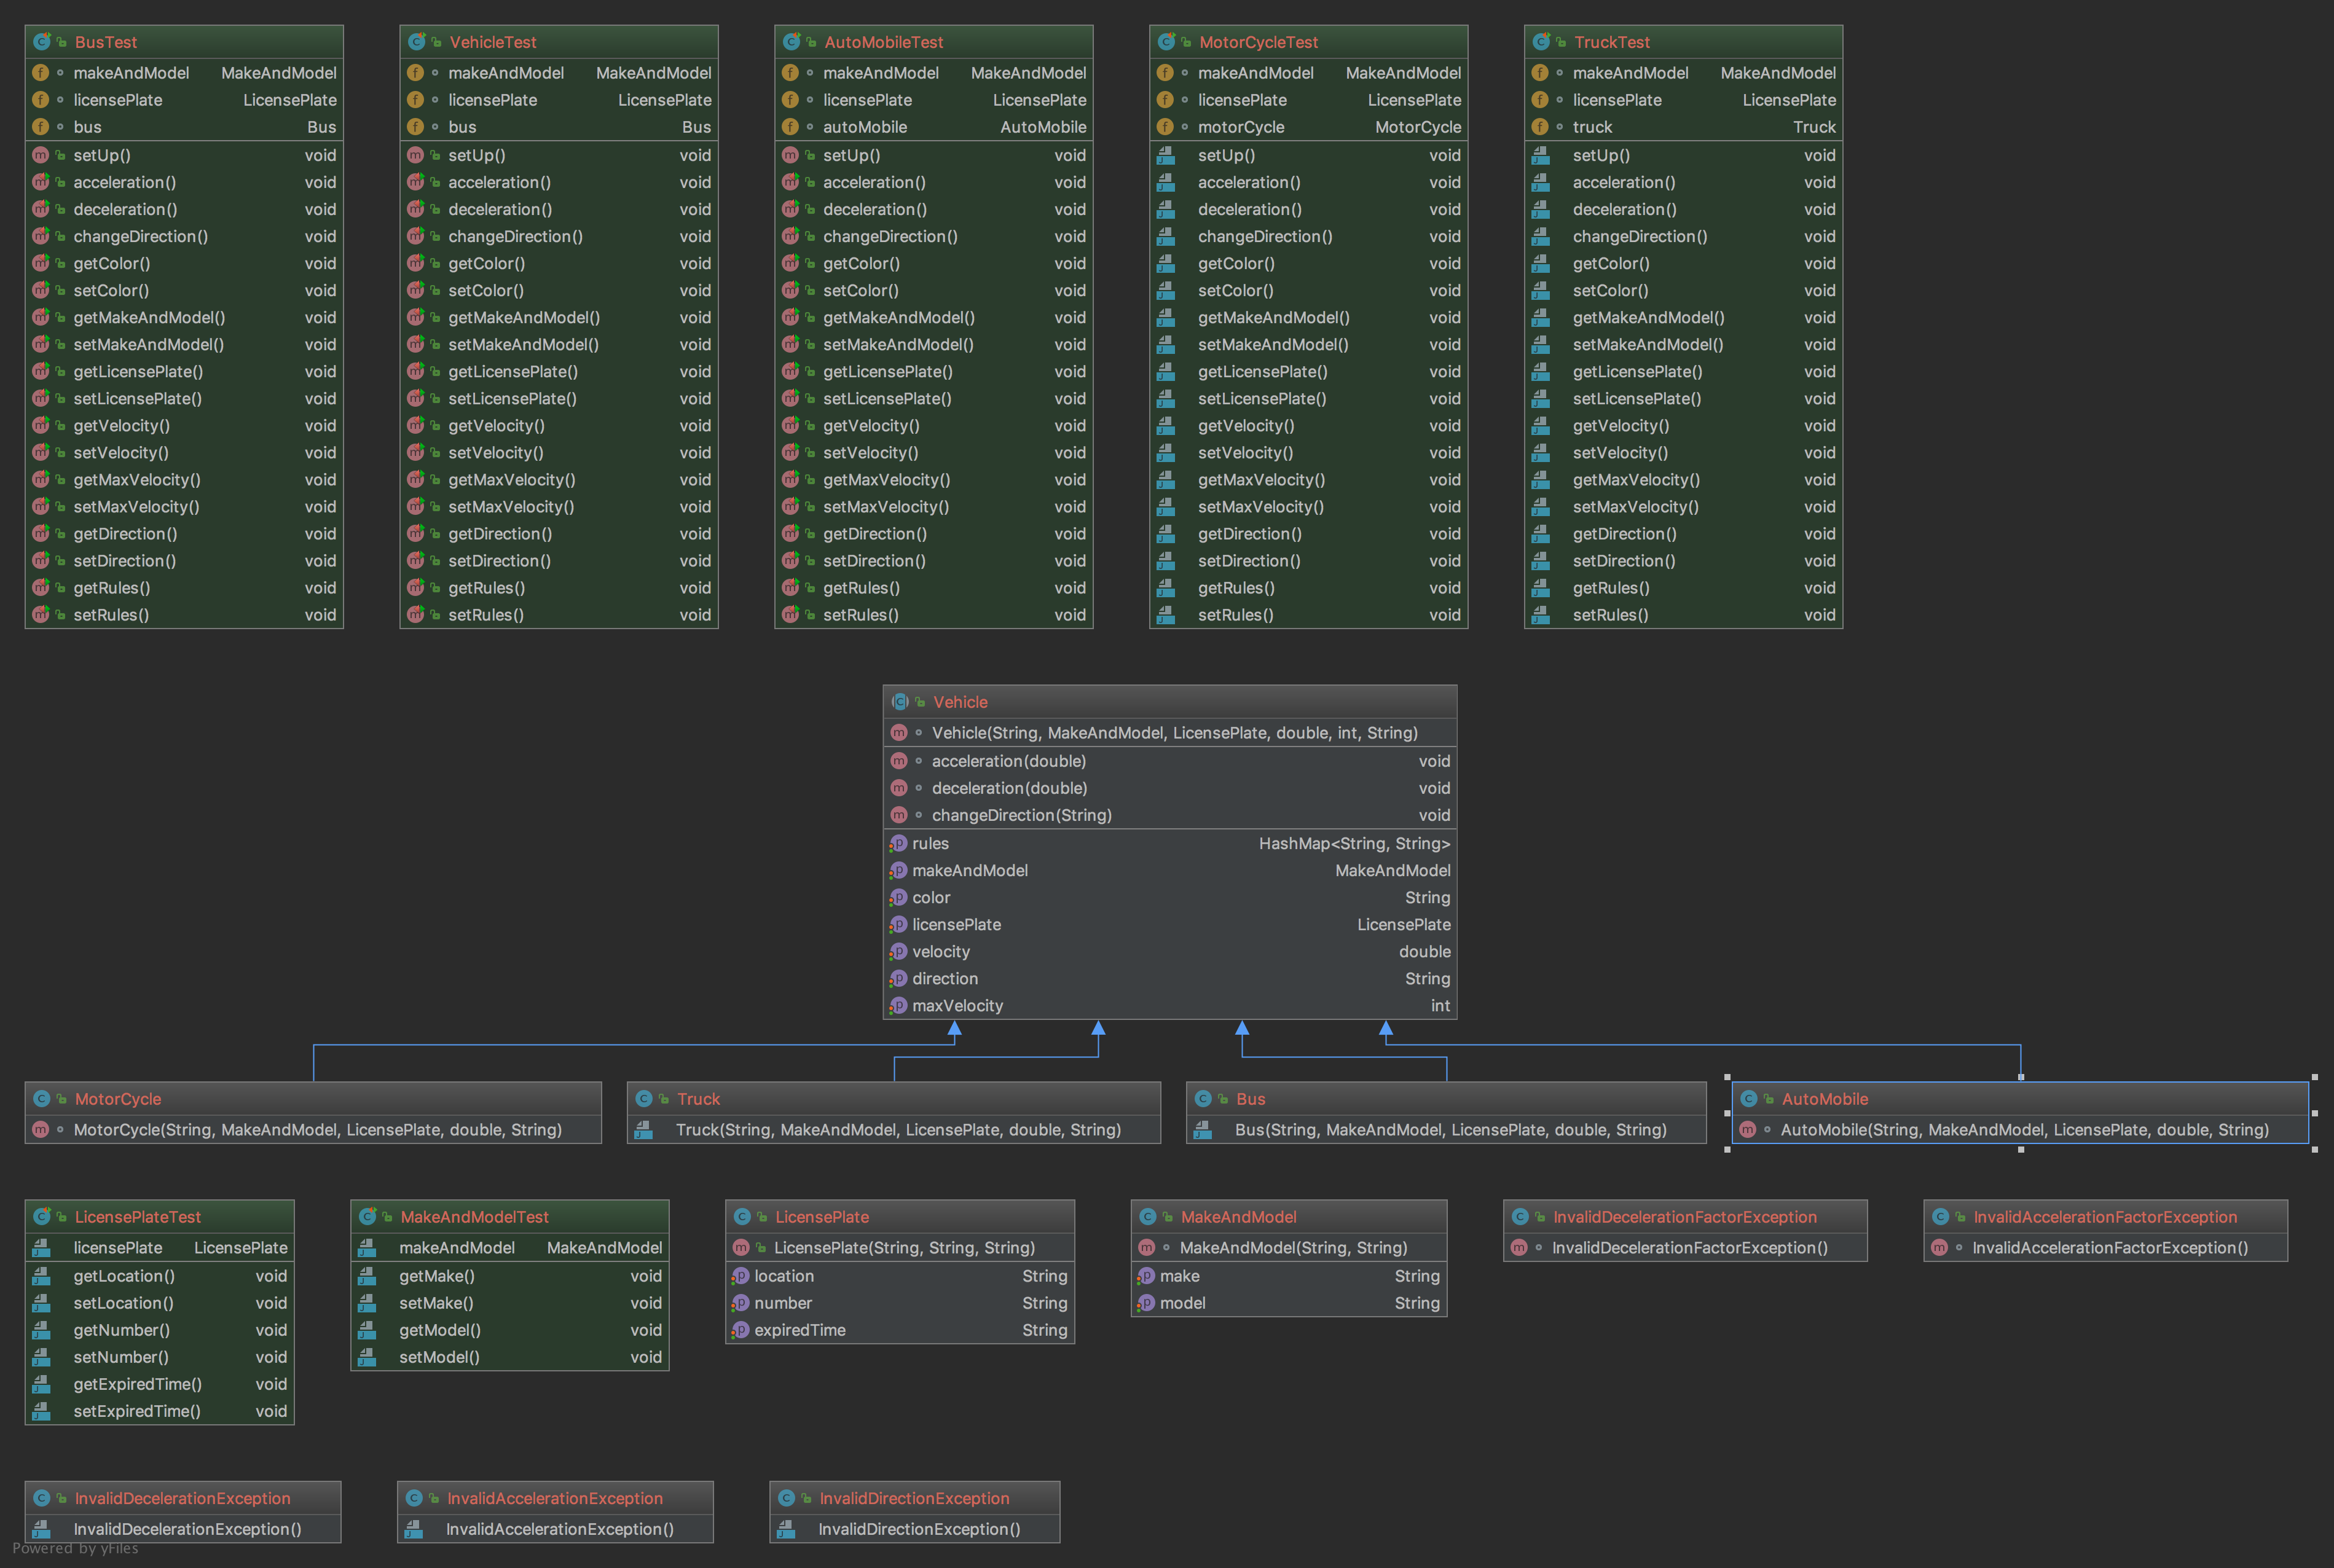 BusTest
makeAndModel MakeAndModel
licensePlate LicensePlate
bus Bus
setUp() void
acceleration() void
deceleration() void
changeDirection() void
getColor() void
setColor() void
getMakeAndModel() void
setMakeAndModel() void
getLicensePlate() void
setLicensePlate() void
getVelocity() void
setVelocity() void
getMaxVelocity() void
setMaxVelocity() void
getDirection() void
setDirection() void
getRules() void
setRules() void
VehicleTest
makeAndModel MakeAndModel
licensePlate LicensePlate
bus Bus
setUp() void
acceleration() void
deceleration() void
changeDirection() void
getColor() void
setColor() void
getMakeAndModel() void
setMakeAndModel() void
getLicensePlate() void
setLicensePlate() void
getVelocity() void
setVelocity() void
getMaxVelocity() void
setMaxVelocity() void
getDirection() void
setDirection() void
getRules() void
setRules() void
AutoMobileTest
makeAndModel MakeAndModel
licensePlate LicensePlate
autoMobile AutoMobile
setUp() void
acceleration() void
deceleration() void
changeDirection() void
getColor() void
setColor() void
getMakeAndModel() void
setMakeAndModel() void
getLicensePlate() void
setLicensePlate() void
getVelocity() void
setVelocity() void
getMaxVelocity() void
setMaxVelocity() void
getDirection() void
setDirection() void
getRules() void
setRules() void
MotorCycleTest
makeAndModel MakeAndModel
licensePlate LicensePlate
motorCycle MotorCycle
setUp() void
acceleration() void
deceleration() void
changeDirection() void
getColor() void
setColor() void
getMakeAndModel() void
setMakeAndModel() void
getLicensePlate() void
setLicensePlate() void
getVelocity() void
setVelocity() void
getMaxVelocity() void
setMaxVelocity() void
getDirection() void
setDirection() void
getRules() void
setRules() void
TruckTest
makeAndModel MakeAndModel
licensePlate LicensePlate
truck Truck
setUp() void
acceleration() void
deceleration() void
changeDirection() void
getColor() void
setColor() void
getMakeAndModel() void
setMakeAndModel() void
getLicensePlate() void
setLicensePlate() void
getVelocity() void
setVelocity() void
getMaxVelocity() void
setMaxVelocity() void
getDirection() void
setDirection() void
getRules() void
setRules() void
Vehicle
Vehicle(String, MakeAndModel, LicensePlate, double, int, String)
acceleration(double) void
deceleration(double) void
changeDirection(String) void
rules HashMap<String, String>
makeAndModel MakeAndModel
color String
licensePlate LicensePlate
velocity double
direction String
maxVelocity int
MotorCycle
MotorCycle(String, MakeAndModel, LicensePlate, double, String)
Truck
Truck(String, MakeAndModel, LicensePlate, double, String)
Bus
Bus(String, MakeAndModel, LicensePlate, double, String)
AutoMobile
AutoMobile(String, MakeAndModel, LicensePlate, double, String)
LicensePlateTest
licensePlate LicensePlate
getLocation() void
setLocation() void
getNumber() void
setNumber() void
getExpiredTime() void
setExpiredTime() void
MakeAndModelTest
makeAndModel MakeAndModel
getMake() void
setMake() void
getModel() void
setModel() void
LicensePlate
LicensePlate(String, String, String)
location String
number String
expiredTime String
MakeAndModel
MakeAndModel(String, String)
make String
model String
InvalidDecelerationFactorException
InvalidDecelerationFactorException()
InvalidAccelerationFactorException
InvalidAccelerationFactorException()
InvalidDecelerationException
InvalidDecelerationException()
InvalidAccelerationException
InvalidAccelerationException()
InvalidDirectionException
InvalidDirectionException()
Powered by yFiles